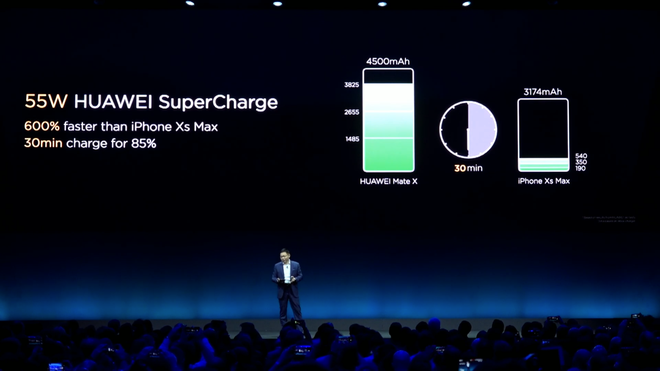 55W HUAWEI SuperCharge
600% faster than iPhone Xs Max
30min charge for 85%
4500mAh
3825
2655
1485
HUAWEI Mate X
30min
3174mAh
540
350
190
iPhone Xs Max